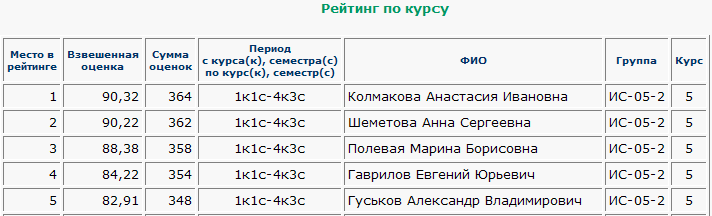 Рейтинг по курсу
Место в рейтинге Взвешенная оценка Сумма оценок Период с курса(к), семестра(с) по курс(к), семестр(с) ФИО Группа Курс
1 90,32 364 1к1с-4к3с Колмакова Анастасия Ивановна ИС-05-2 5
2 90,22 362 1к1с-4к3с Шеметова Анна Сергеевна ИС-05-2 5
3 88,38 358 1к1с-4к3с Полевая Марина Борисовна ИС-05-2 5
4 84,22 354 1к1с-4к3с Гаврилов Евгений Юрьевич ИС-05-2 5
5 82,91 348 1к1с-4к3с Гуськов Александр Владимирович ИС-05-2 5